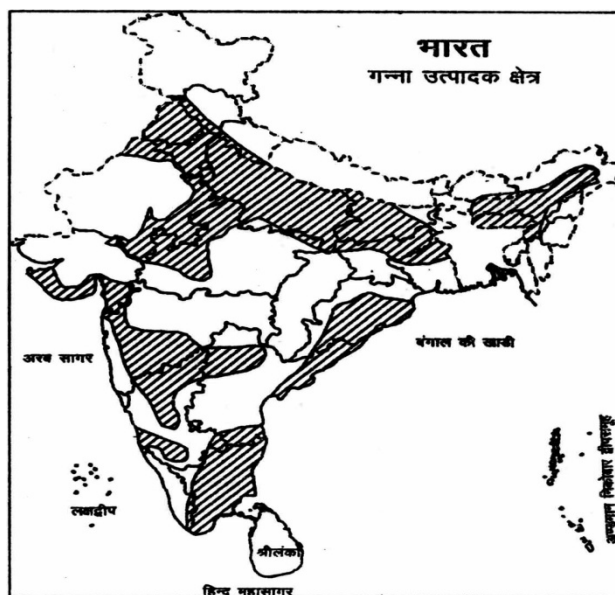 भारत
गन्ना उत्पादक क्षेत्र
अरब सागर
बंगाल की खाडी
लक्षद्वीप
अण्डमान निकोबार द्वीपसमूह
श्रीलंका
हिन्द महासागर